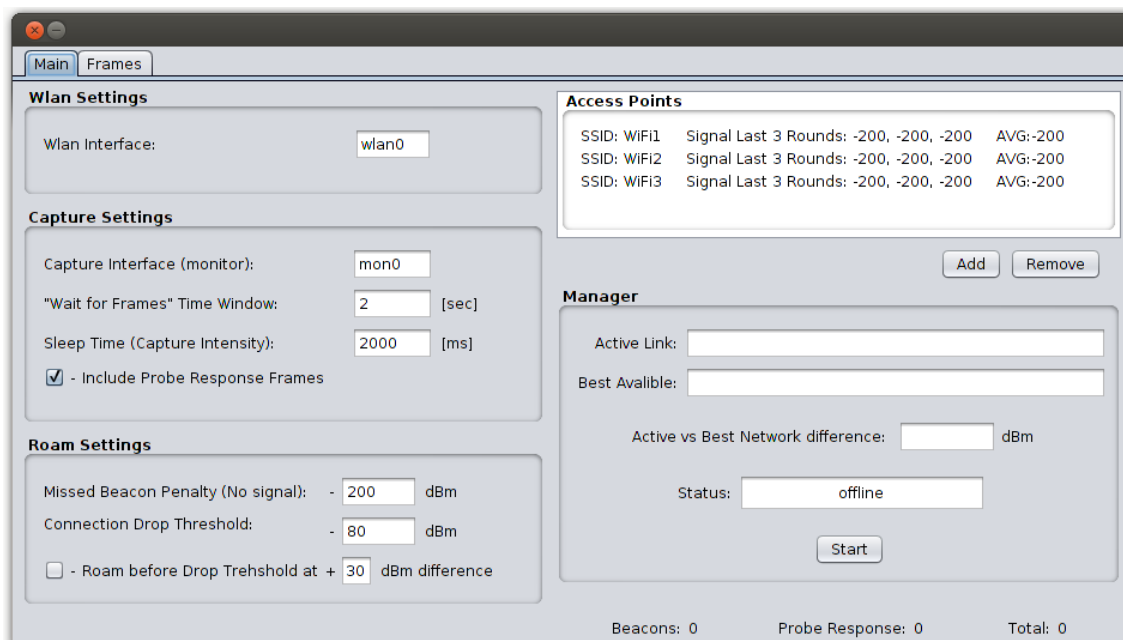 Main Frames
Wlan Settings
Wlan Interface: wlan0
Capture Settings
Capture Interface (monitor): mon0
"Wait for Frames" Time Window: 2 [sec]
Sleep Time (Capture Intensity): 2000 [ms]
- Include Probe Response Frames
Roam Settings
Missed Beacon Penalty (No signal): - 200 dBm
Connection Drop Threshold: - 80 dBm
- Roam before Drop Trehshold at + 30 dBm difference
Access Points
SSID: WiFi1 Signal Last 3 Rounds: -200, -200, -200 AVG:-200
SSID: WiFi2 Signal Last 3 Rounds: -200, -200, -200 AVG:-200
SSID: WiFi3 Signal Last 3 Rounds: -200, -200, -200 AVG:-200
Add Remove
Manager
Active Link:
Best Avalible:
Active vs Best Network difference: dBm
Status: offline
Start
Beacons: 0 Probe Response: 0 Total: 0